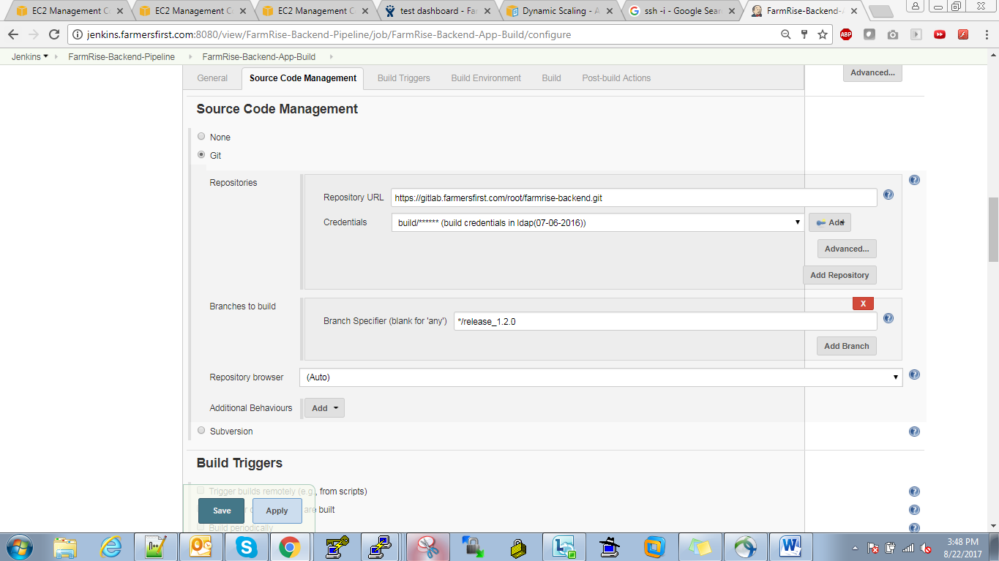 EC2 Management C
EC2 Management C
EC2 Management C
test dashboard - Fa
Dynamic Scaling - A
ssh -i - Google Sear
FarmRise-Backend-A
jenkins.farmersfirst.com:8080/view/FarmRise-Backend-Pipeline/job/FarmRise-Backend-App-Build/configure
ABP
Jenkins FarmRise-Backend-Pipeline FarmRise-Backend-App-Build
General Source Code Management Build Triggers Build Environment Build Post-build Actions
Advanced...
Source Code Management
None
Git
Repositories
Repository URL https://gitlab.farmersfirst.com/root/farmrise-backend.git
Credentials build/****** (build credentials in ldap(07-06-2016)) Add
Advanced...
Add Repository
X
Branches to build
Branch Specifier (blank for 'any') */release_1.2.0
Add Branch
Repository browser (Auto)
Additional Behaviours Add
Subversion
Build Triggers
Trigger builds remotely (e.g., from scripts)
are built
Save Apply
Build periodically
3:48 PM
8/22/2017